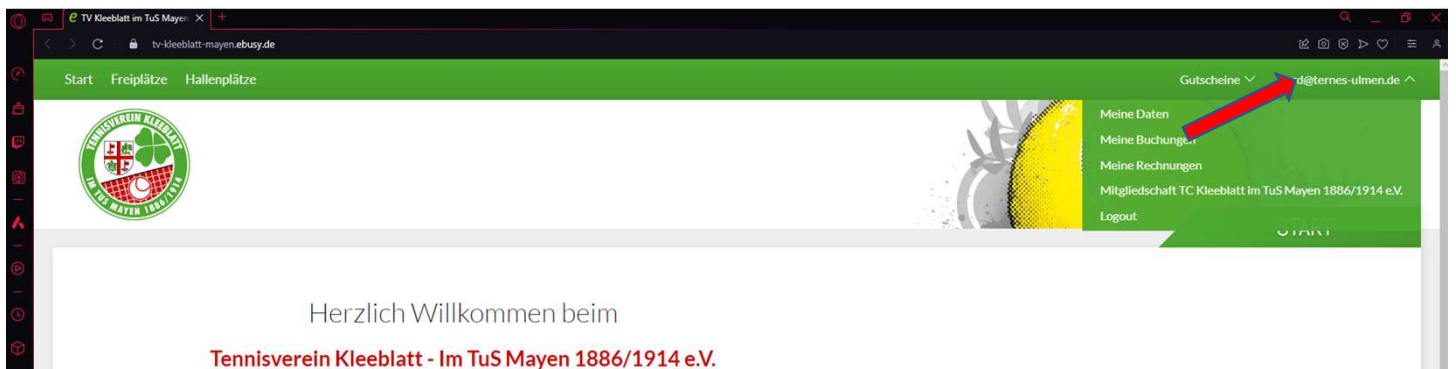 TV Kleeblatt im TuS Mayen
tv-kleeblatt-mayen.ebusy.de
Start Freiplätze Hallenplätze Gutscheine rd@ternes-ulmen.de
Meine Daten
Meine Buchungen
Meine Rechnungen
Mitgliedschaft TC Kleeblatt im TuS Mayen 1886/1914 e.V.
Logout
START
TENNISVEREIN KLEEBLATT
IM TUS MAYEN 1886/1914
Herzlich Willkommen beim
Tennisverein Kleeblatt - Im TuS Mayen 1886/1914 e.V.